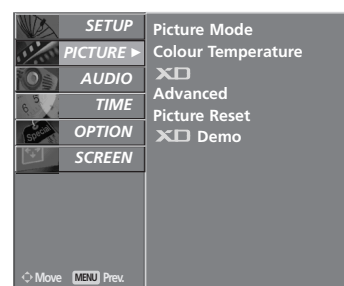 SETUP
PICTURE ►
AUDIO
TIME
OPTION
SCREEN
Move MENU Prev.
Picture Mode
Colour Temperature
XD
Advanced
Picture Reset
XD Demo